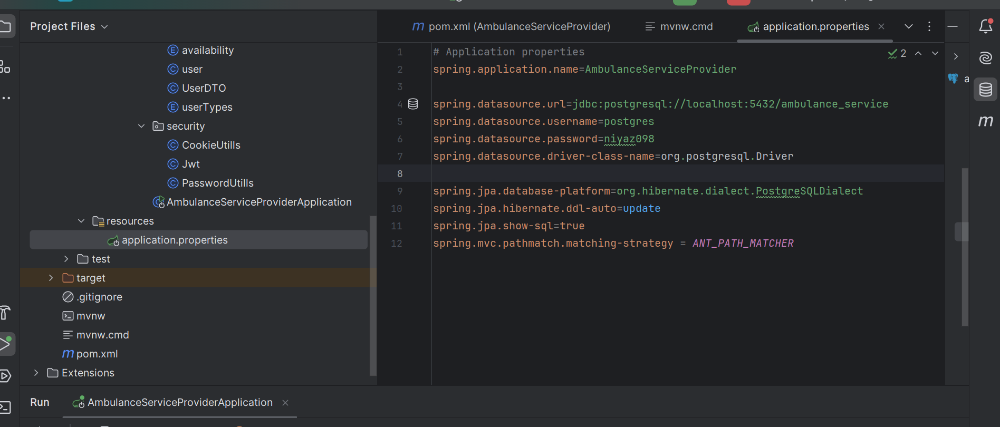 Project Files
availability
user
UserDTO
userTypes
security
CookieUtills
Jwt
PasswordUtills
AmbulanceServiceProviderApplication
resources
application.properties
test
target
.gitignore
mvnw
mvnw.cmd
pom.xml
Extensions
pom.xml (AmbulanceServiceProvider)
mvnw.cmd
application.properties
2
1 # Application properties
2 spring.application.name=AmbulanceServiceProvider
3
4 spring.datasource.url=jdbc:postgresql://localhost:5432/ambulance_service
5 spring.datasource.username=postgres
6 spring.datasource.password=niyaz098
7 spring.datasource.driver-class-name=org.postgresql.Driver
8
9 spring.jpa.database-platform=org.hibernate.dialect.PostgreSQLDialect
10 spring.jpa.hibernate.ddl-auto=update
11 spring.jpa.show-sql=true
12 spring.mvc.pathmatch.matching-strategy = ANT_PATH_MATCHER
a
m
Run
AmbulanceServiceProviderApplication